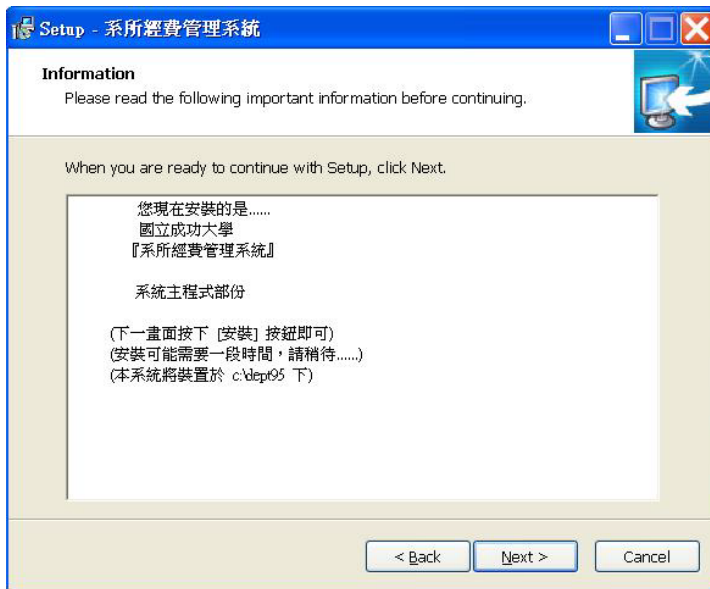 Setup - 系所經費管理系統
Information
Please read the following important information before continuing.
When you are ready to continue with Setup, click Next.
您現在安裝的是......
國立成功大學
『系所經費管理系統』
系統主程式部份
(下一畫面按下 [安裝] 按鈕即可)
(安裝可能需要一段時間，請稍待......)
(本系統將裝置於 c:\dept95 下)
< Back
Next >
Cancel